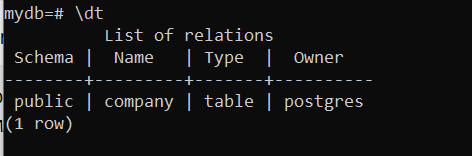 mydb=# \dt
List of relations
Schema | Name | Type | Owner
--------+---------+-------+----------
public | company | table | postgres
(1 row)